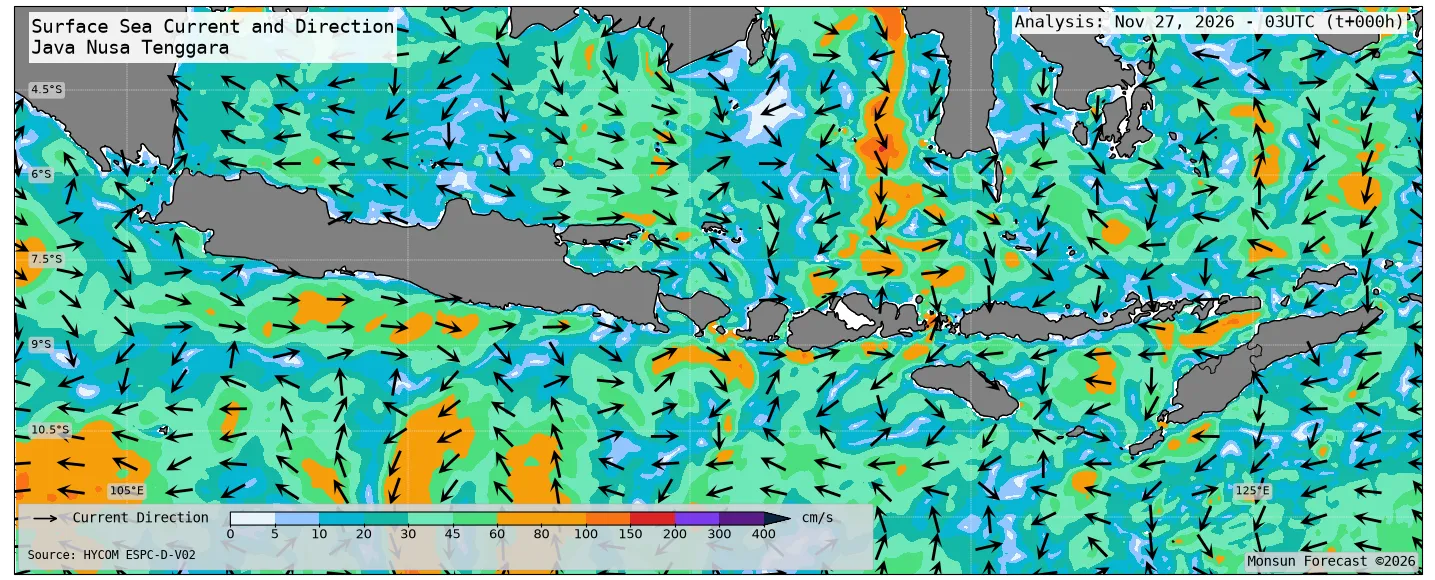 Surface Sea Current and Direction
Java Nusa Tenggara
Analysis: Nov 27, 2026 - 03UTC (t+000h)
4.5°S
6°S
7.5°S
9°S
10.5°S
105°E
125°E
Current Direction
cm/s
0 5 10 20 30 45 60 80 100 150 200 300 400
Source: HYCOM ESPC-D-V02
Monsun Forecast ©2026